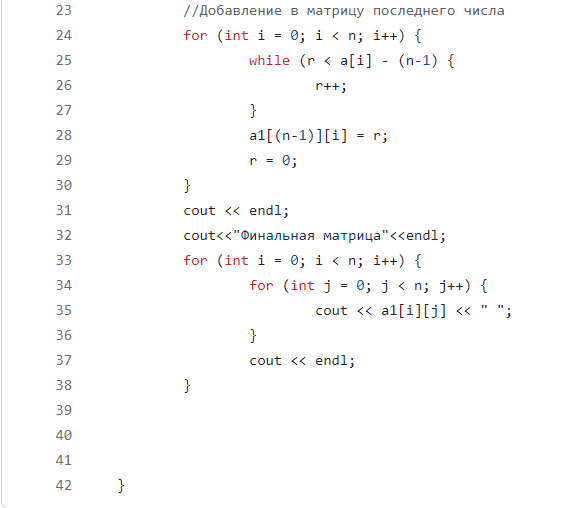 23 //Добавление в матрицу последнего числа
24 for (int i = 0; i < n; i++) {
25 while (r < a[i] - (n-1) {
26 r++;
27 }
28 a1[(n-1)][i] = r;
29 r = 0;
30 }
31 cout << endl;
32 cout<<"Финальная матрица"<<endl;
33 for (int i = 0; i < n; i++) {
34 for (int j = 0; j < n; j++) {
35 cout << a1[i][j] << " ";
36 }
37 cout << endl;
38 }
39
40
41
42 }